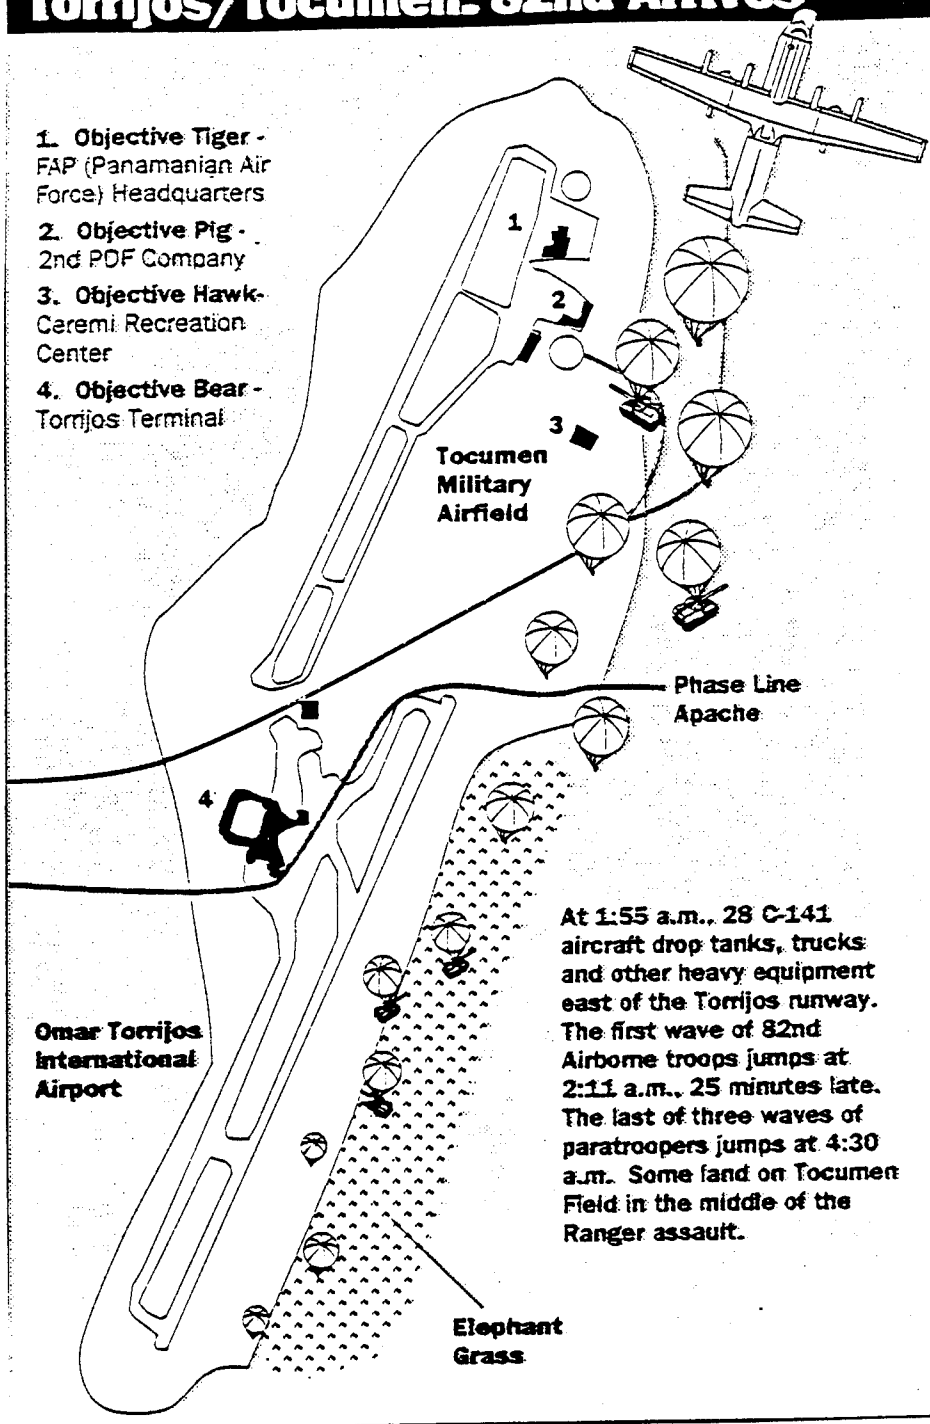 Torrijos/Tocumen: 82nd Arrives
1. Objective Tiger -
FAP (Panamanian Air
Force) Headquarters
2. Objective Pig -
2nd PDF Company
3. Objective Hawk-
Ceremi Recreation
Center
4. Objective Bear -
Torrijos Terminal
1
2
3
Tocumen
Military
Airfield
Phase Line
Apache
4
At 1:55 a.m., 28 C-141
aircraft drop tanks, trucks
and other heavy equipment
east of the Torrijos runway.
The first wave of 82nd
Airborne troops jumps at
2:11 a.m., 25 minutes late.
The last of three waves of
paratroopers jumps at 4:30
a.m. Some land on Tocumen
Field in the middle of the
Ranger assault.
Omar Torrijos
International
Airport
Elephant
Grass